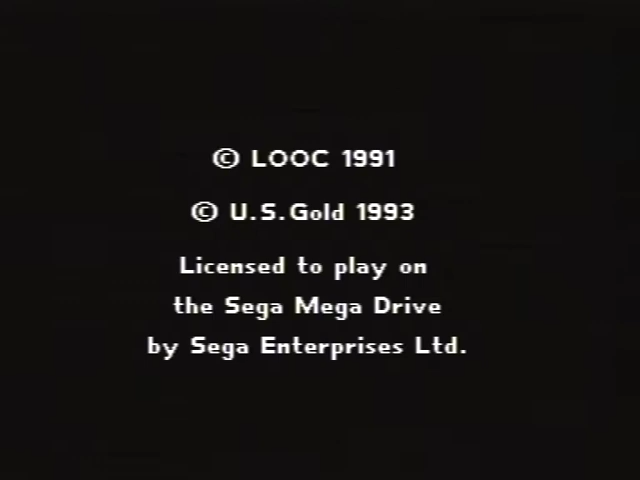 © LOOC 1991
© U.S.Gold 1993
Licensed to play on
the Sega Mega Drive
by Sega Enterprises Ltd.